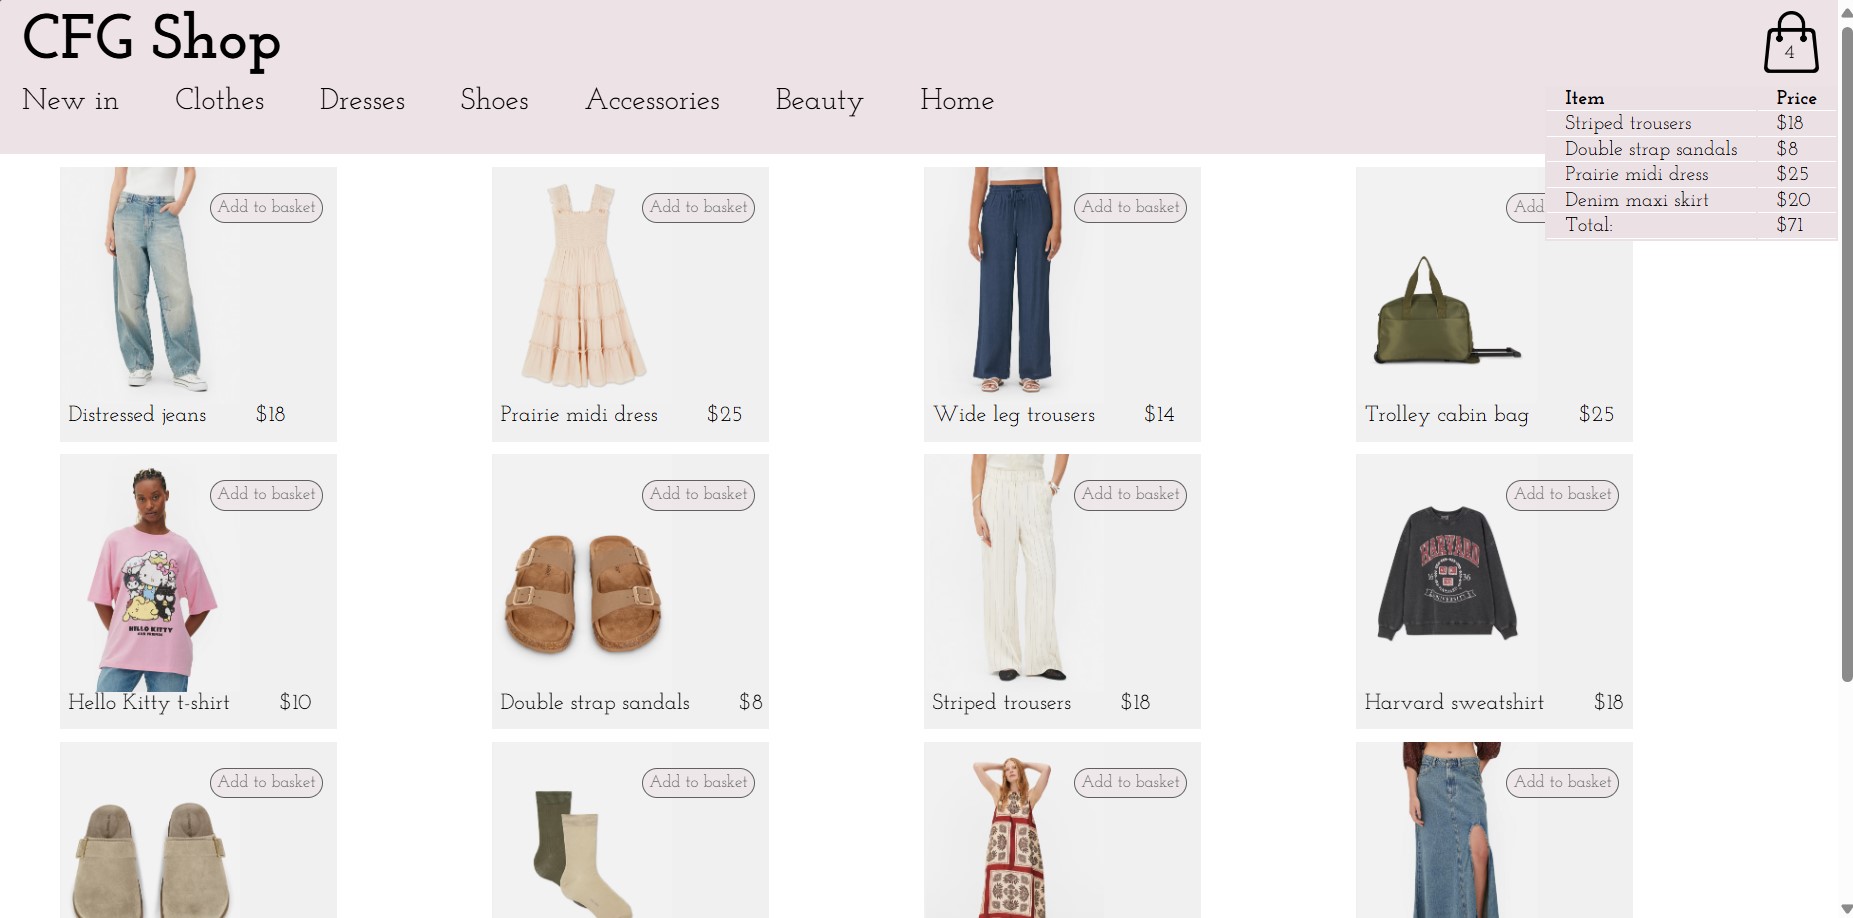 CFG Shop
4
New in Clothes Dresses Shoes Accessories Beauty Home
Item Price
Striped trousers $18
Double strap sandals $8
Prairie midi dress $25
Denim maxi skirt $20
Total: $71
Add to basket
Add to basket
Add to basket
Add
Distressed jeans $18
Prairie midi dress $25
Wide leg trousers $14
Trolley cabin bag $25
Add to basket
Add to basket
Add to basket
Add to basket
HELLO KITTY
HARVARD
Hello Kitty t-shirt $10
Double strap sandals $8
Striped trousers $18
Harvard sweatshirt $18
Add to basket
Add to basket
Add to basket
Add to basket